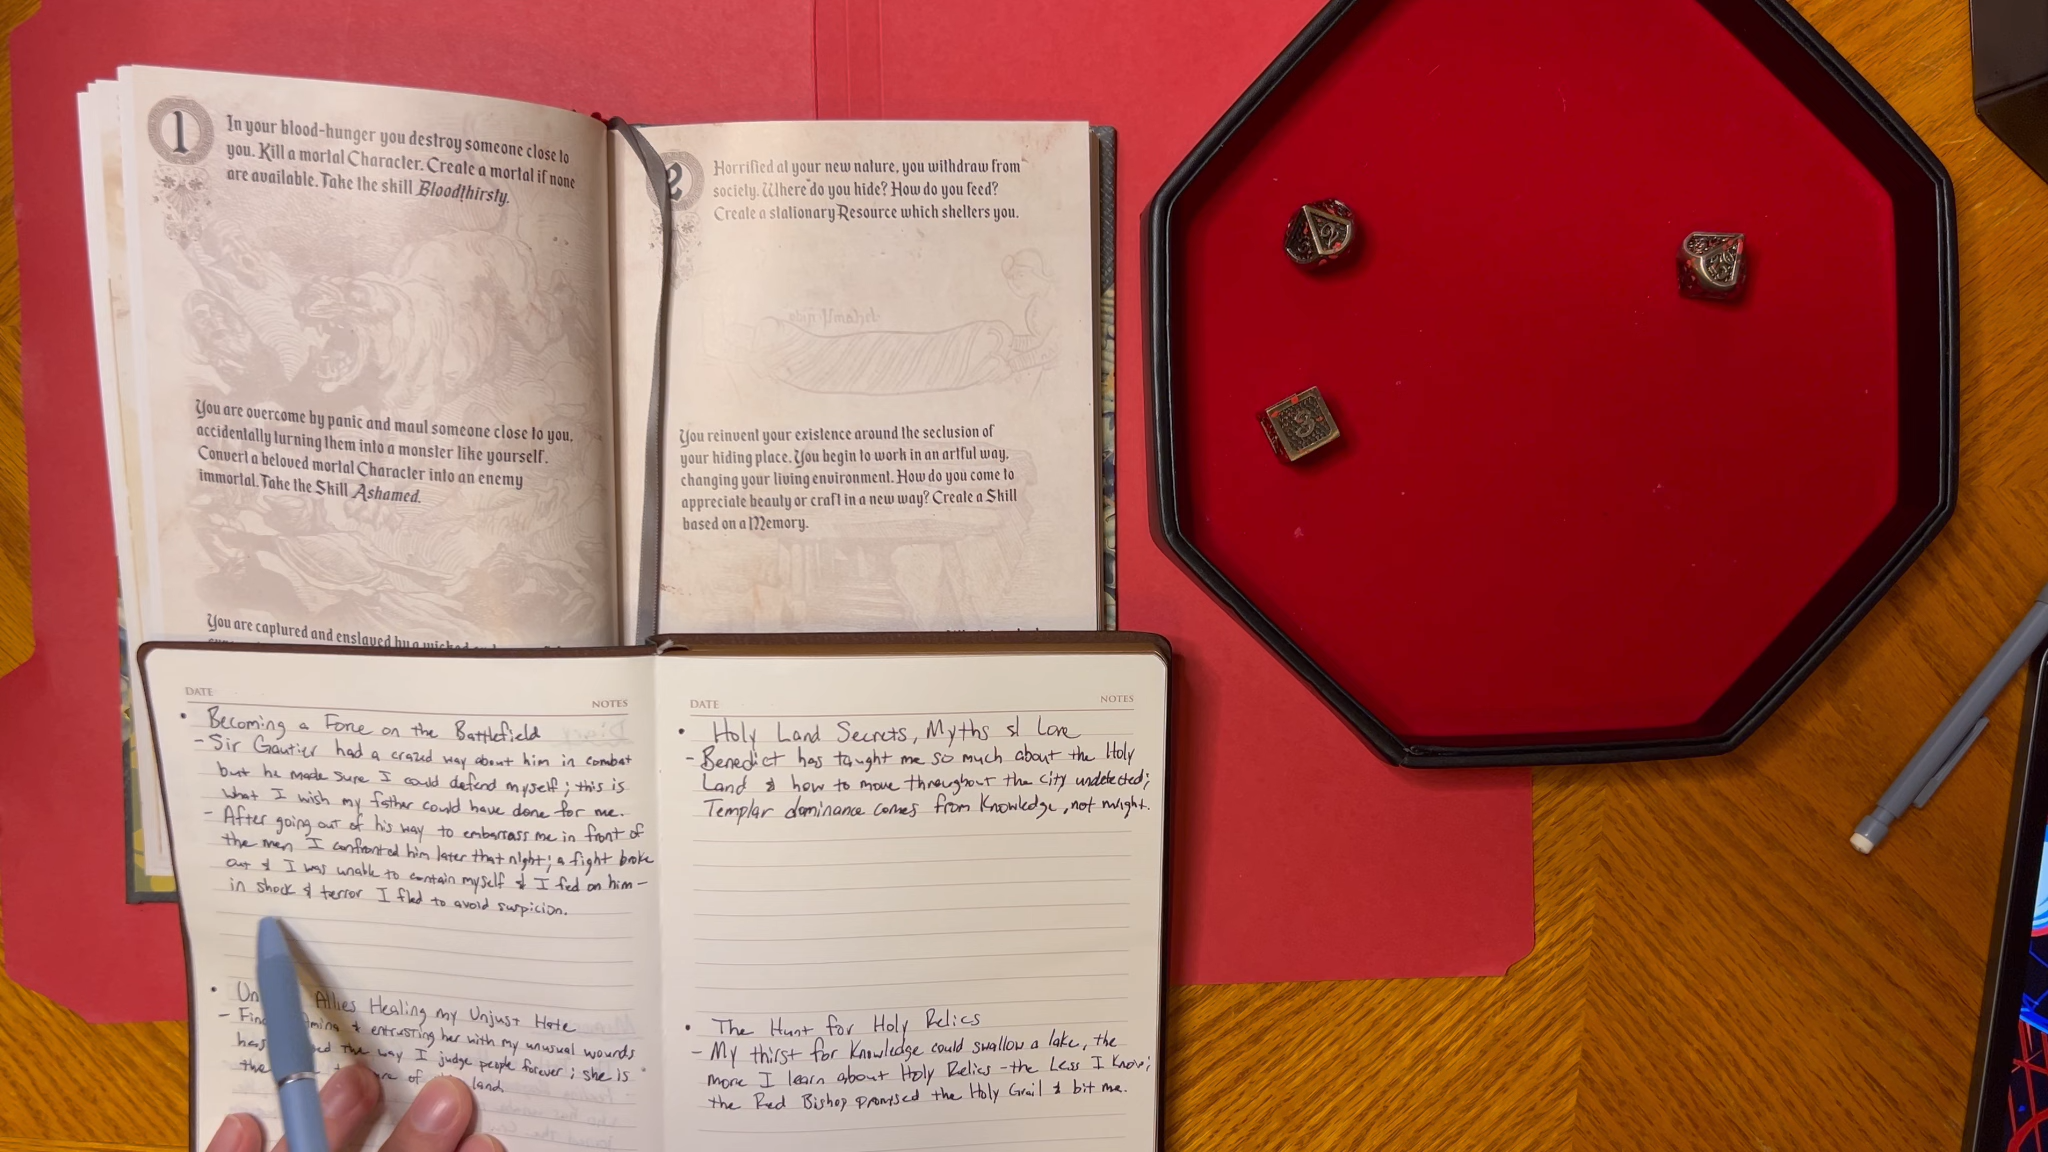 1
In your blood-hunger you destroy someone close to
you. Kill a mortal Character. Create a mortal if none
are available. Take the skill Bloodthirsty.
You are overcome by panic and maul someone close to you,
accidentally turning them into a monster like yourself.
Convert a beloved mortal Character into an enemy
immortal. Take the Skill Ashamed.
You are captured and enslaved by a wicked
2
Horrified at your new nature, you withdraw from
society. Where do you hide? How do you feed?
Create a stationary Resource which shelters you.
You reinvent your existence around the seclusion of
your hiding place. You begin to work in an artful way,
changing your living environment. How do you come to
appreciate beauty or craft in a new way? Create a Skill
based on a Memory.
DATE NOTES
• Becoming a Force on the Battlefield
- Sir Gautier had a crazed way about him in combat
but he made sure I could defend myself; this is
what I wish my father could have done for me.
- After going out of his way to embarrass me in front of
the men I confronted him later that night; a fight broke
out & I was unable to contain myself & I fed on him -
in shock & terror I fled to avoid suspicion.
• Allies Healing my Unjust Hate
- & entrusting her with my unusual wounds
the way I judge people forever; she is
the of land.
DATE NOTES
• Holy Land Secrets, Myths & Lore
- Benedict has taught me so much about the Holy
Land & how to move throughout the city undetected;
Templar dominance comes from Knowledge, not might.
• The Hunt for Holy Relics
- My thirst for Knowledge could swallow a lake, the
more I learn about Holy Relics - the Less I Know;
the Red Bishop promised the Holy Grail & bit me.